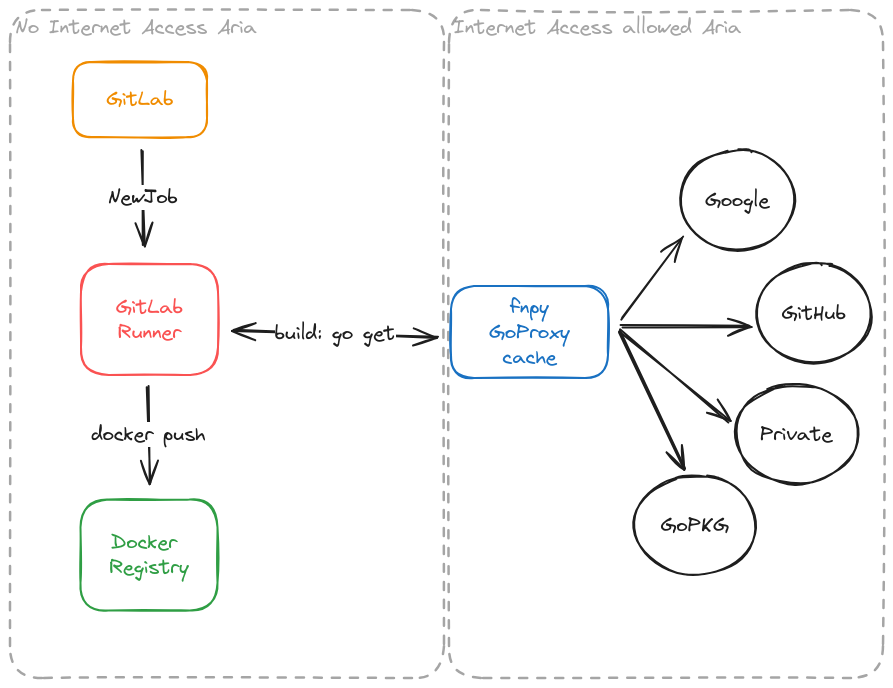 No Internet Access Aria
Internet Access allowed Aria
GitLab
NewJob
GitLab
Runner
build: go get
docker push
Docker
Registry
fnpy
GoProxy
cache
Google
GitHub
Private
GoPKG